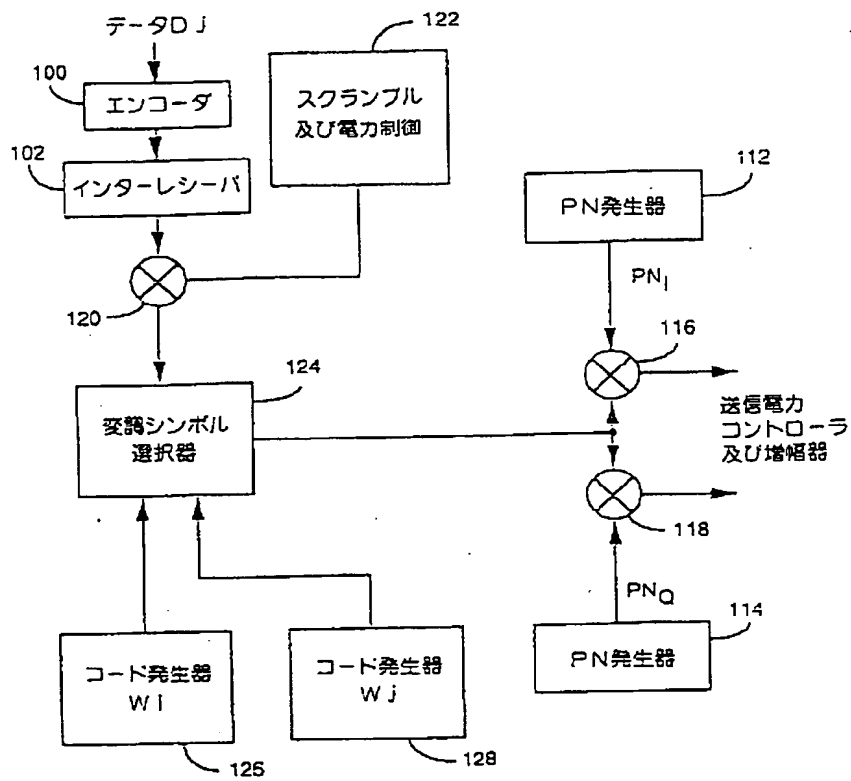 データDj
122
100
エンコーダ
スクランブル
及び電力制御
102
インターレシーバ
112
PN発生器
120
PNI
116
124
変調シンボル
選択器
送信電力
コントローラ
及び増幅器
118
PNQ
114
コード発生器
Wi
コード発生器
Wj
PN発生器
126
128